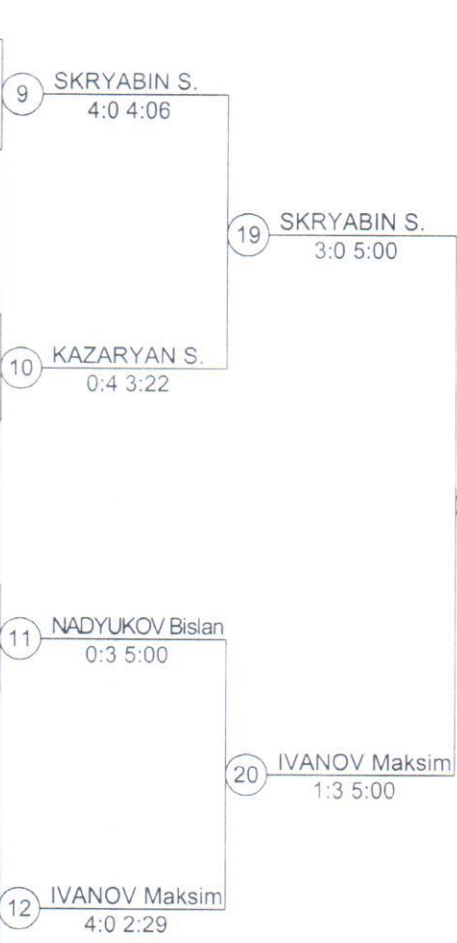 9
SKRYABIN S.
4:0 4:06
19
SKRYABIN S.
3:0 5:00
10
KAZARYAN S.
0:4 3:22
11
NADYUKOV Bislan
0:3 5:00
20
IVANOV Maksim
1:3 5:00
12
IVANOV Maksim
4:0 2:29